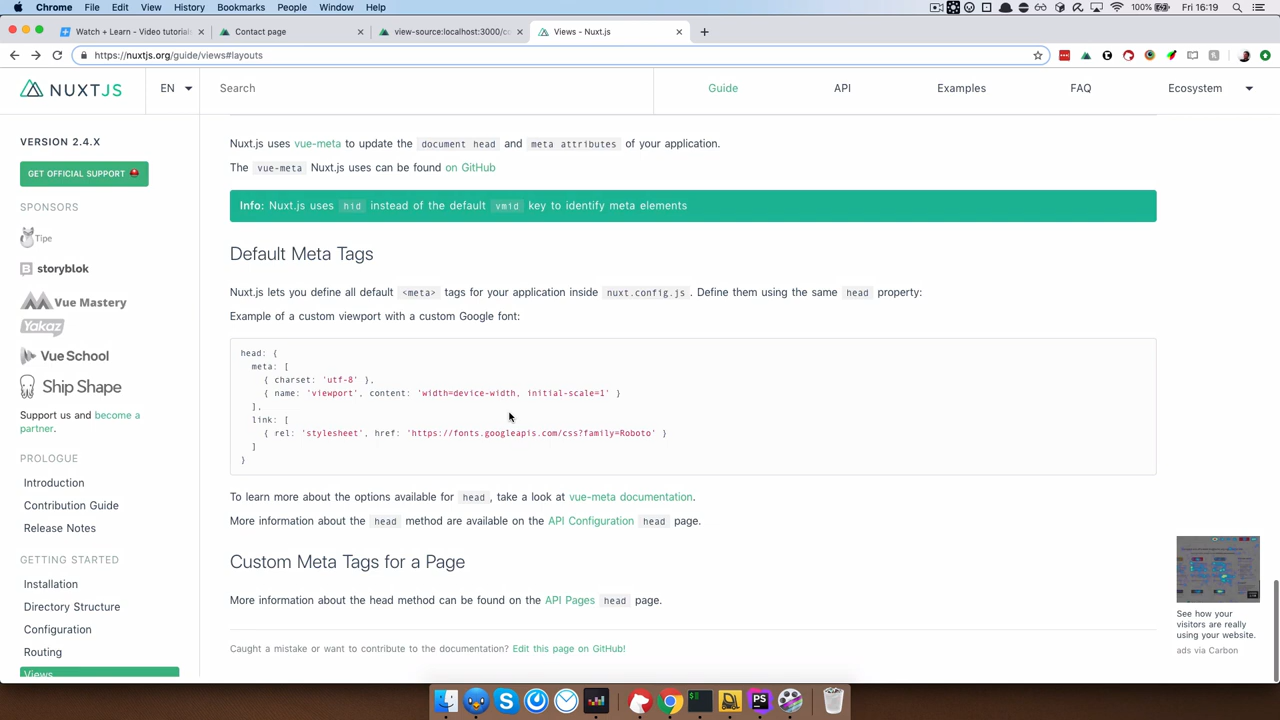 Chrome File Edit View History Bookmarks People Window Help 100% Fri 16:19
Watch + Learn - Video tutorials
Contact page
view-source:localhost:3000/co
Views - Nuxt.js
https://nuxtjs.org/guide/views#layouts
NUXTJS EN Search Guide API Examples FAQ Ecosystem
VERSION 2.4.X
GET OFFICIAL SUPPORT
SPONSORS
Tipe
storyblok
Vue Mastery
Yakaz
Vue School
Ship Shape
Support us and become a
partner.
PROLOGUE
Introduction
Contribution Guide
Release Notes
GETTING STARTED
Installation
Directory Structure
Configuration
Routing
Views
Nuxt.js uses vue-meta to update the document head and meta attributes of your application.
The vue-meta Nuxt.js uses can be found on GitHub
Info: Nuxt.js uses hid instead of the default vmid key to identify meta elements
Default Meta Tags
Nuxt.js lets you define all default <meta> tags for your application inside nuxt.config.js. Define them using the same head property:
Example of a custom viewport with a custom Google font:
head: {
meta: [
{ charset: 'utf-8' },
{ name: 'viewport', content: 'width=device-width, initial-scale=1' }
],
link: [
{ rel: 'stylesheet', href: 'https://fonts.googleapis.com/css?family=Roboto' }
]
}
To learn more about the options available for head, take a look at vue-meta documentation.
More information about the head method are available on the API Configuration head page.
Custom Meta Tags for a Page
More information about the head method can be found on the API Pages head page.
Caught a mistake or want to contribute to the documentation? Edit this page on GitHub!
See how your
visitors are really
using your website.
ads via Carbon
PS